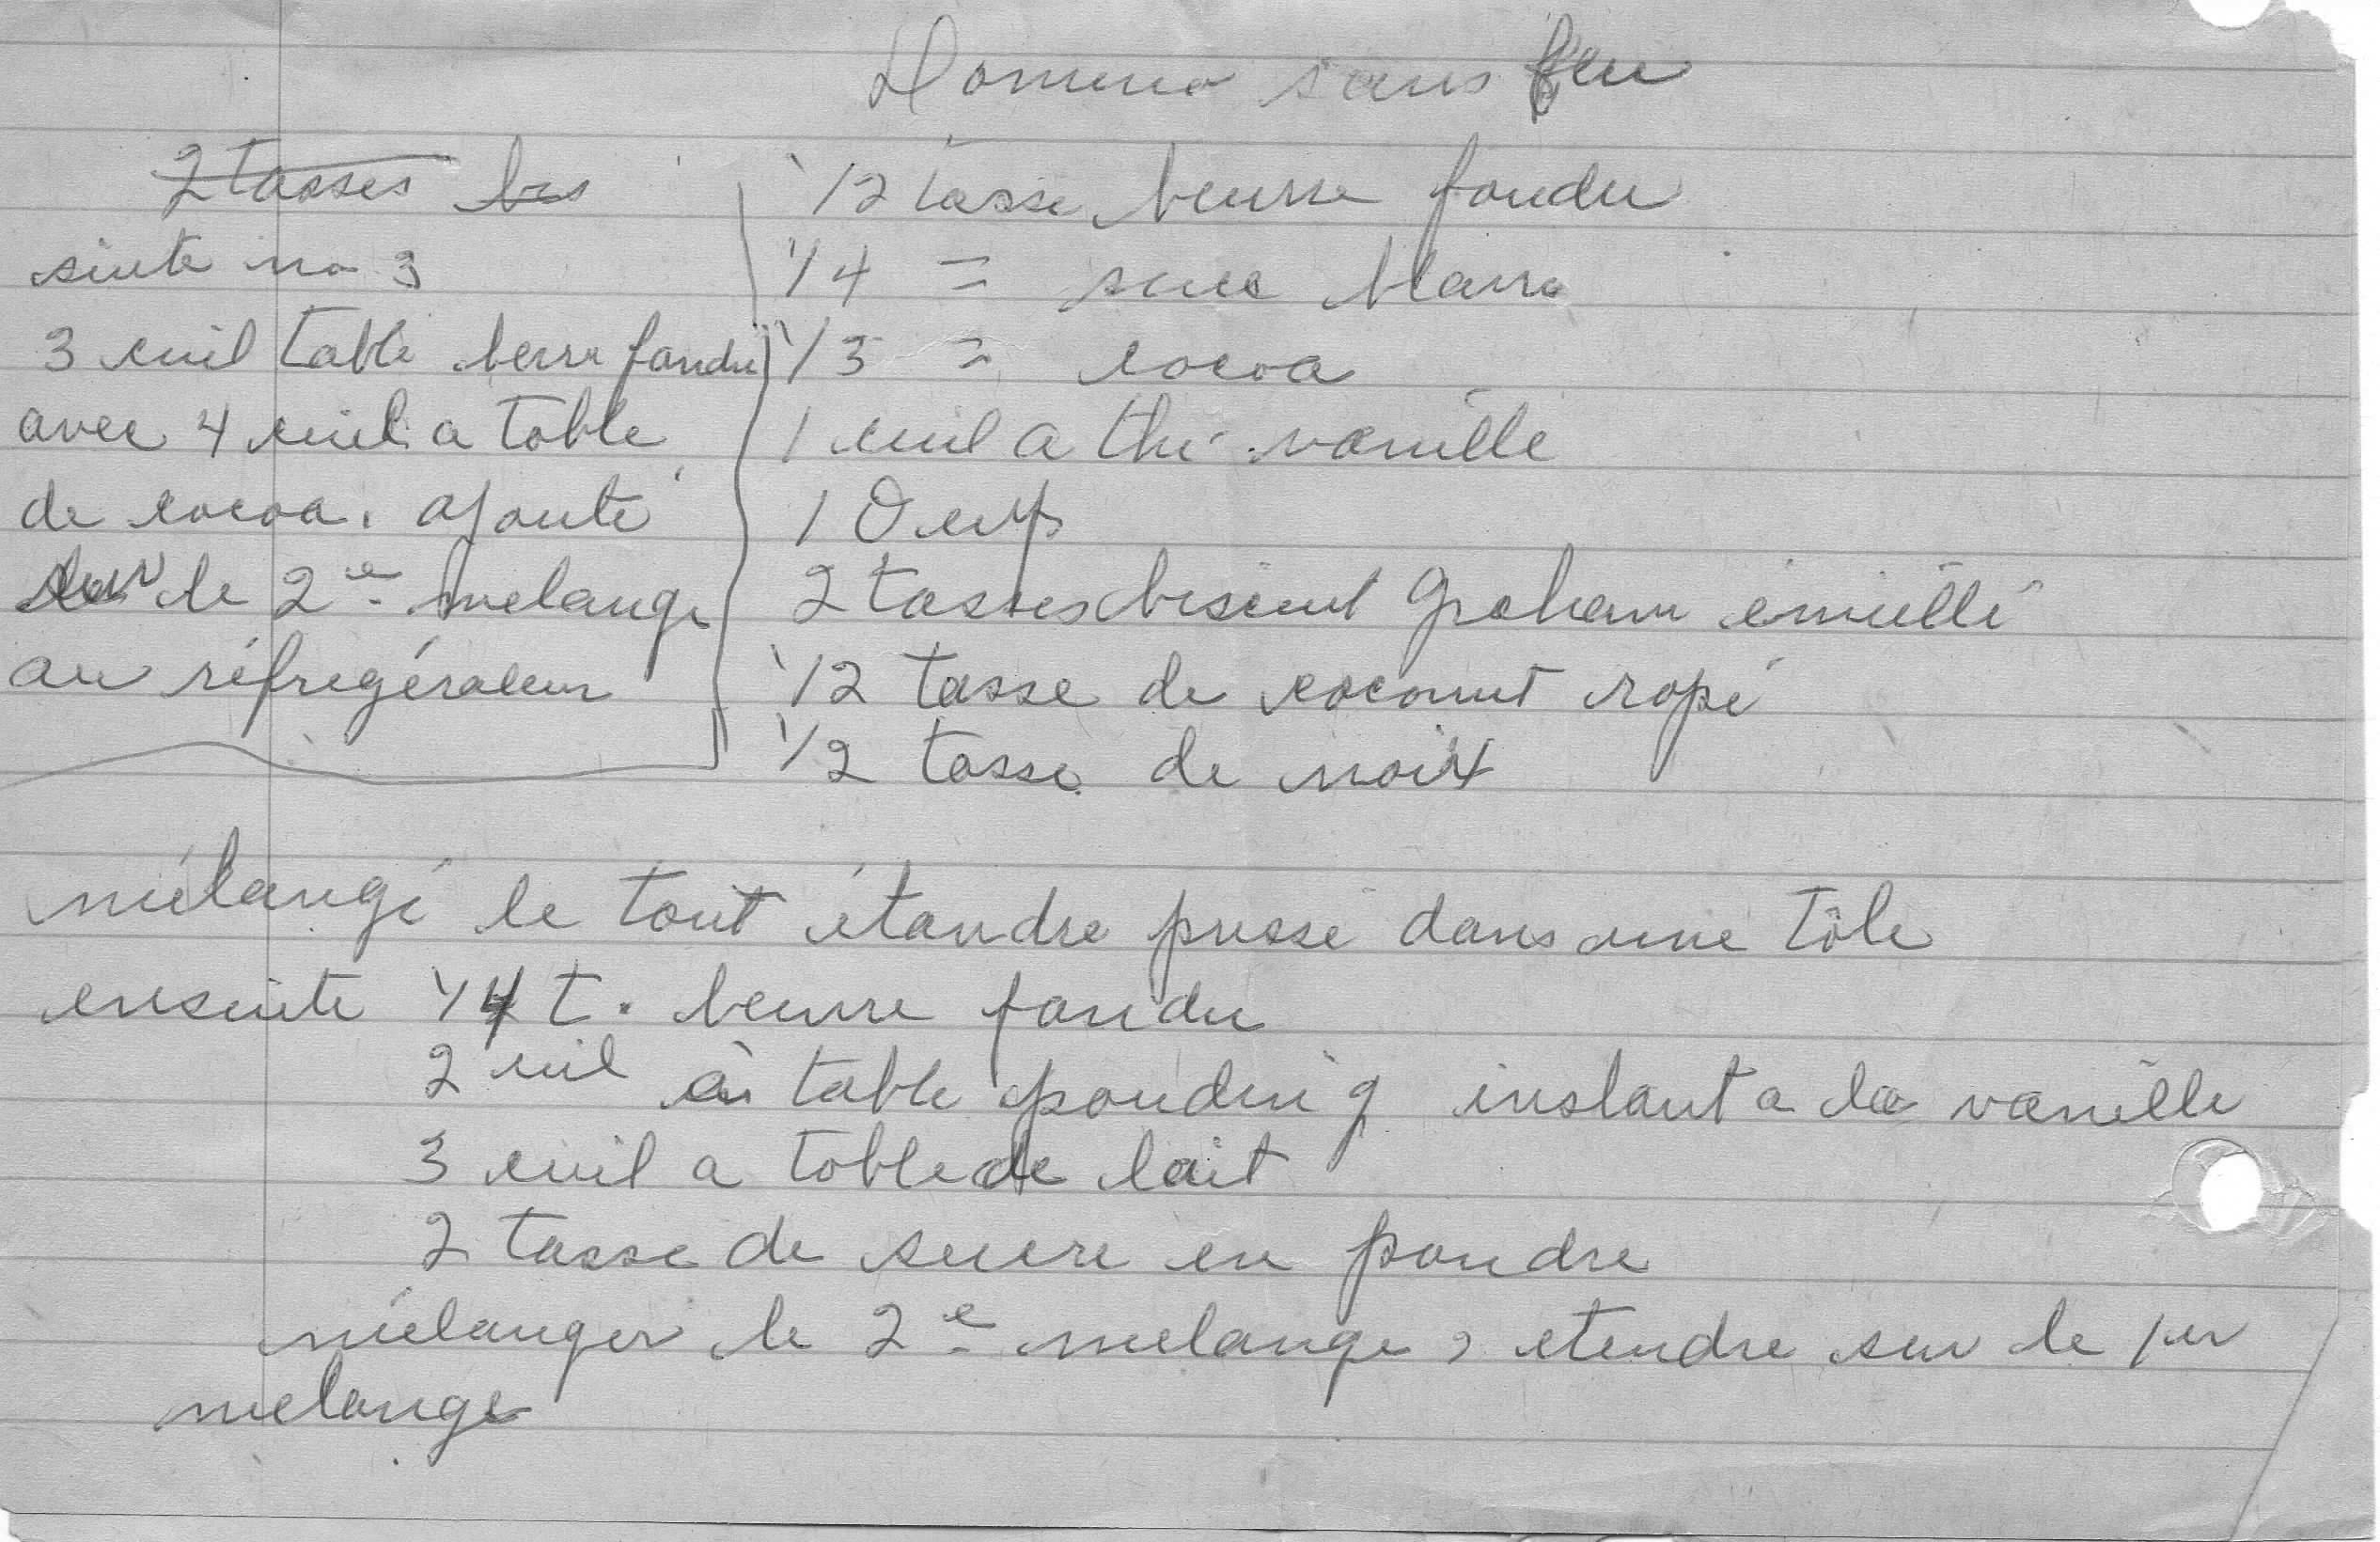 Domino sans feu
1/2 tasse beurre fondu
1/4 = sucre blanc
1/3 = cocoa
1 cuil a thé vanille
1 Oeufs
2 tasses biscuit Graham émiellé
1/2 tasse de coconut rapé
1/2 tasse de noix
2 tasses bis
suite no 3
3 cuil table beurre fondu
avec 4 cuil a table
de cocoa. ajouté
sur le 2e melange
au réfregérateur
mélangé le tout étandre pressé dans une tôle
ensuite 1/4 t. beurre fondu
2 cuil à table pouding instant a la vanille
3 cuil a table de lait
2 tasse de sucre en poudre
mélanger le 2e melange, etendre sur le 1er
melange